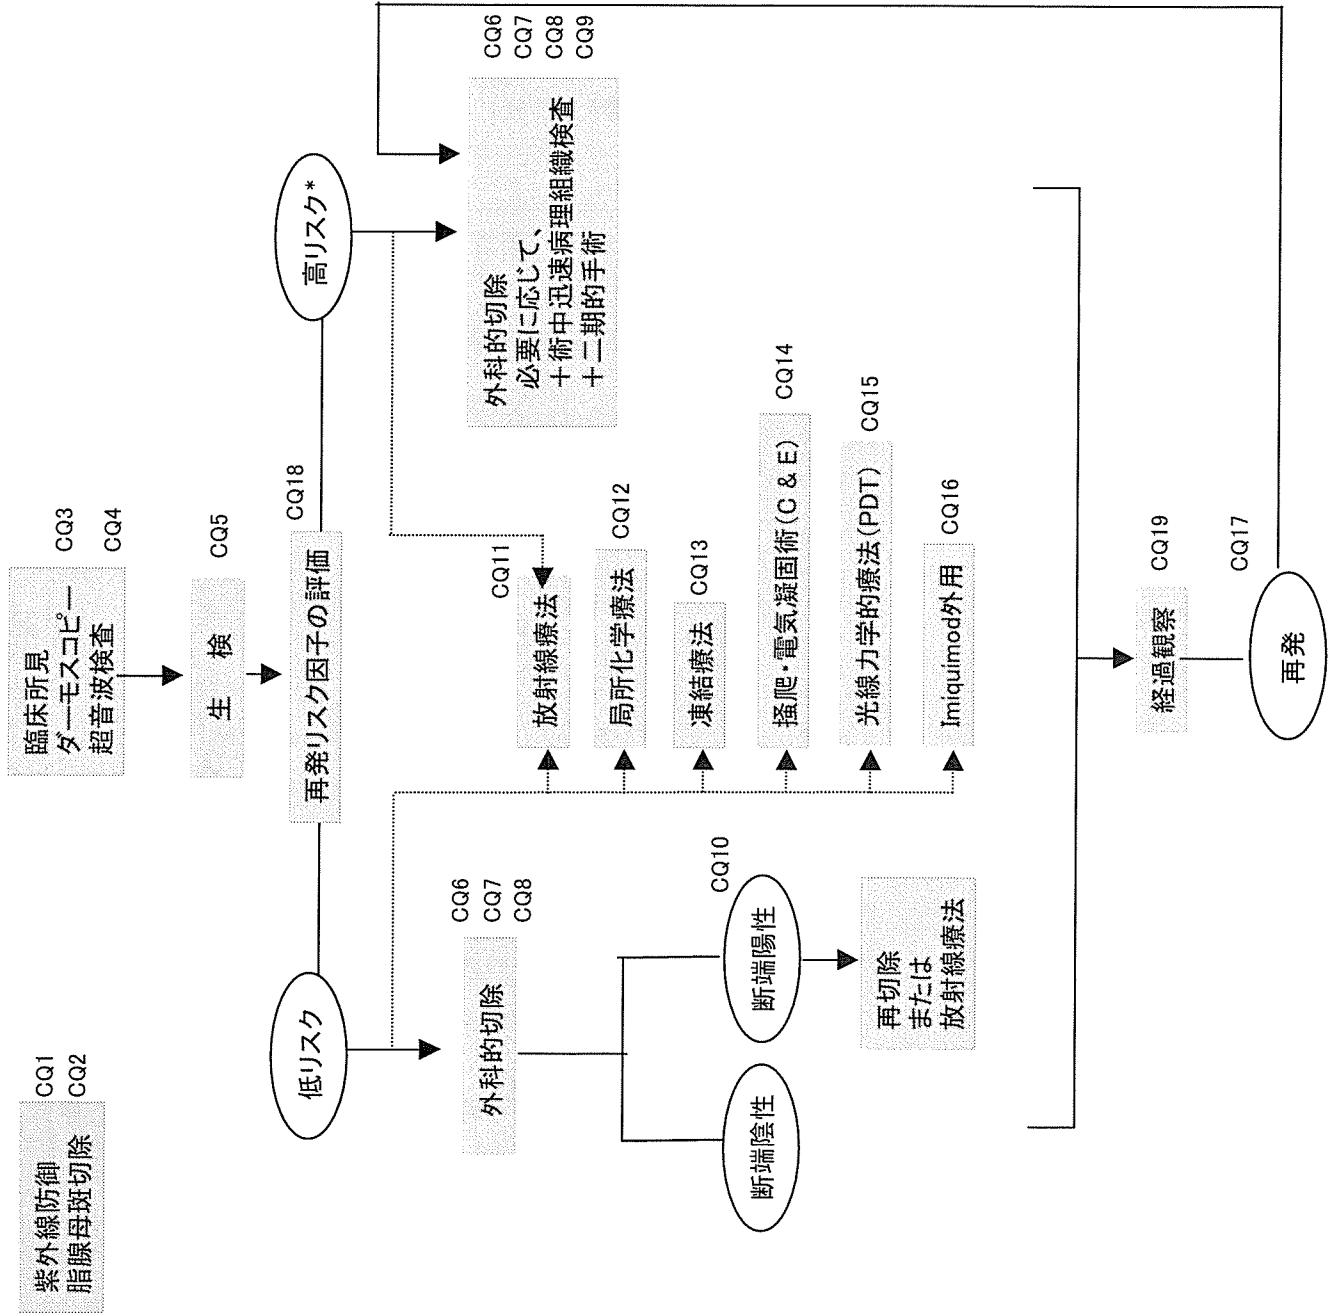 紫外線防御
脂腺母斑切除
CQ1
CQ2
臨床所見
ダーモスコピー
超音波検査
CQ3
CQ4
生 検
CQ5
再発リスク因子の評価
CQ18
低リスク
高リスク*
外科的切除
CQ6
CQ7
CQ8
断端陰性
断端陽性
CQ10
再切除
または
放射線療法
放射線療法
CQ11
局所化学療法
CQ12
凍結療法
CQ13
掻爬・電気凝固術(C & E)
CQ14
光線力学的療法(PDT)
CQ15
Imiquimod外用
CQ16
外科的切除
必要に応じて、
＋術中迅速病理組織検査
＋二期的手術
CQ6
CQ7
CQ8
CQ9
経過観察
CQ19
再発
CQ17